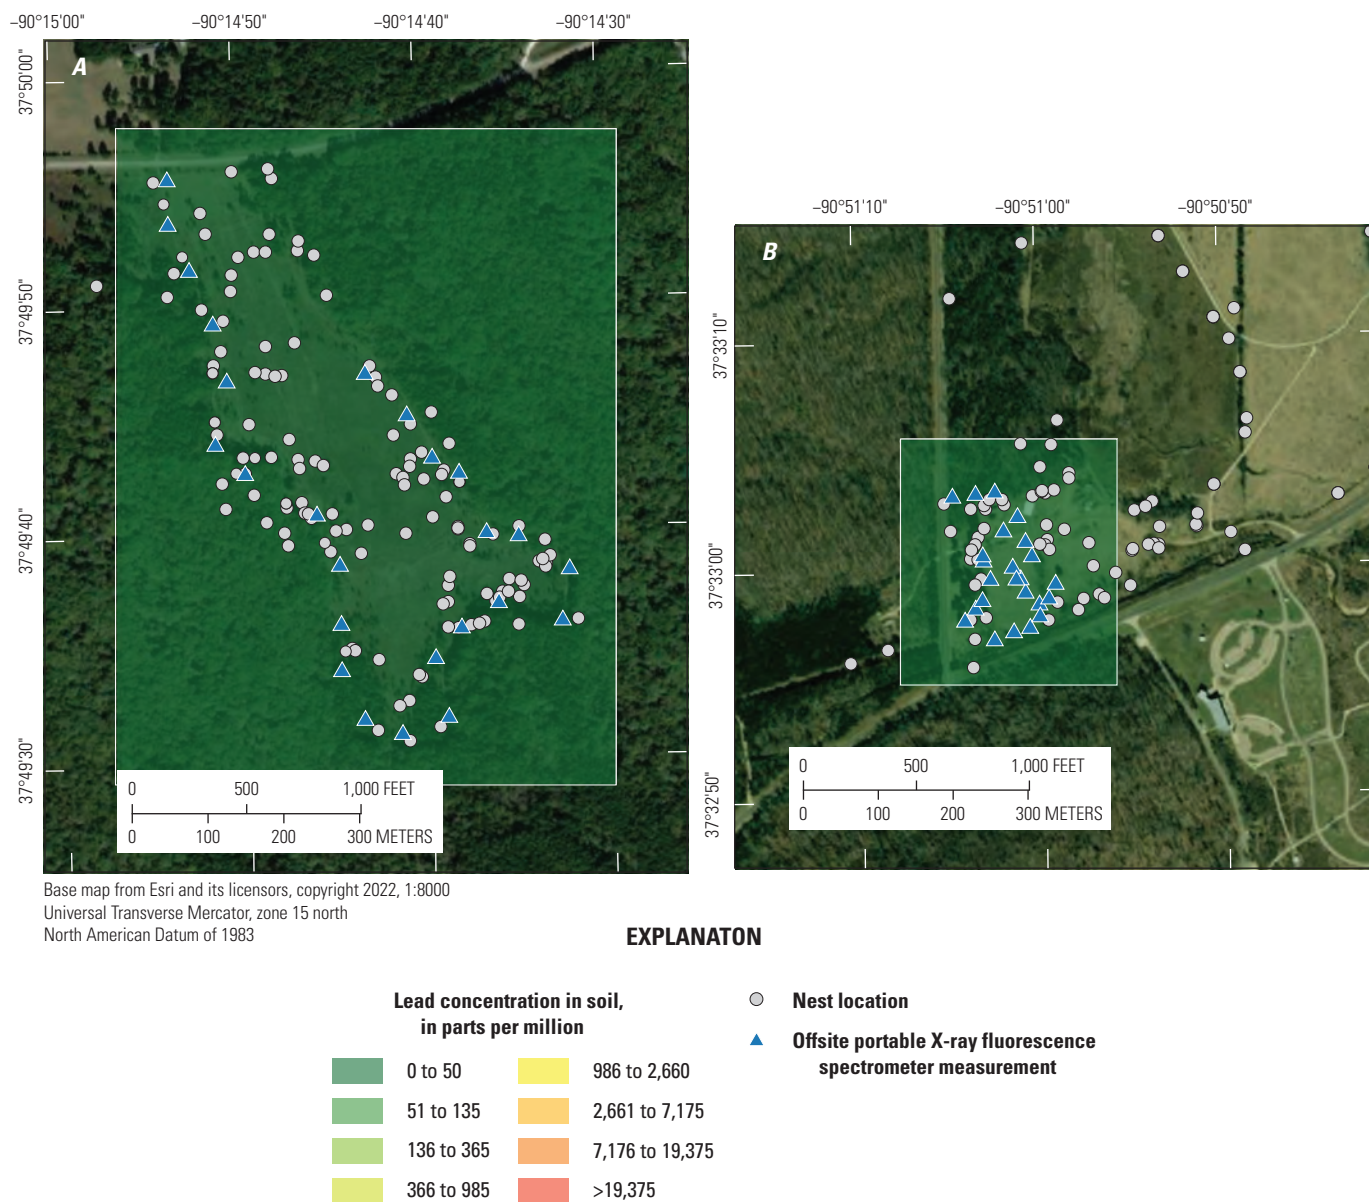 –90°15'00"
–90°14'50"
–90°14'40"
–90°14'30"
A
37°50'00"
37°49'50"
37°49'40"
37°49'30"
0 500 1,000 FEET
0 100 200 300 METERS
–90°51'10"
–90°51'00"
–90°50'50"
B
37°33'10"
37°33'00"
37°32'50"
0 500 1,000 FEET
0 100 200 300 METERS
Base map from Esri and its licensors, copyright 2022, 1:8000
Universal Transverse Mercator, zone 15 north
North American Datum of 1983
EXPLANATON
Lead concentration in soil,
in parts per million
0 to 50
51 to 135
136 to 365
366 to 985
986 to 2,660
2,661 to 7,175
7,176 to 19,375
>19,375
Nest location
Offsite portable X-ray fluorescence
spectrometer measurement